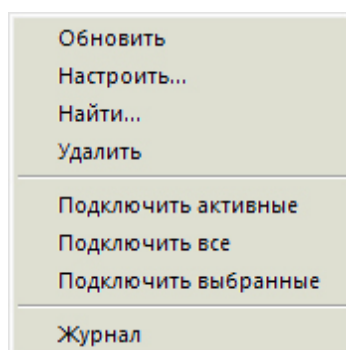 Обновить
Настроить...
Найти...
Удалить
Подключить активные
Подключить все
Подключить выбранные
Журнал